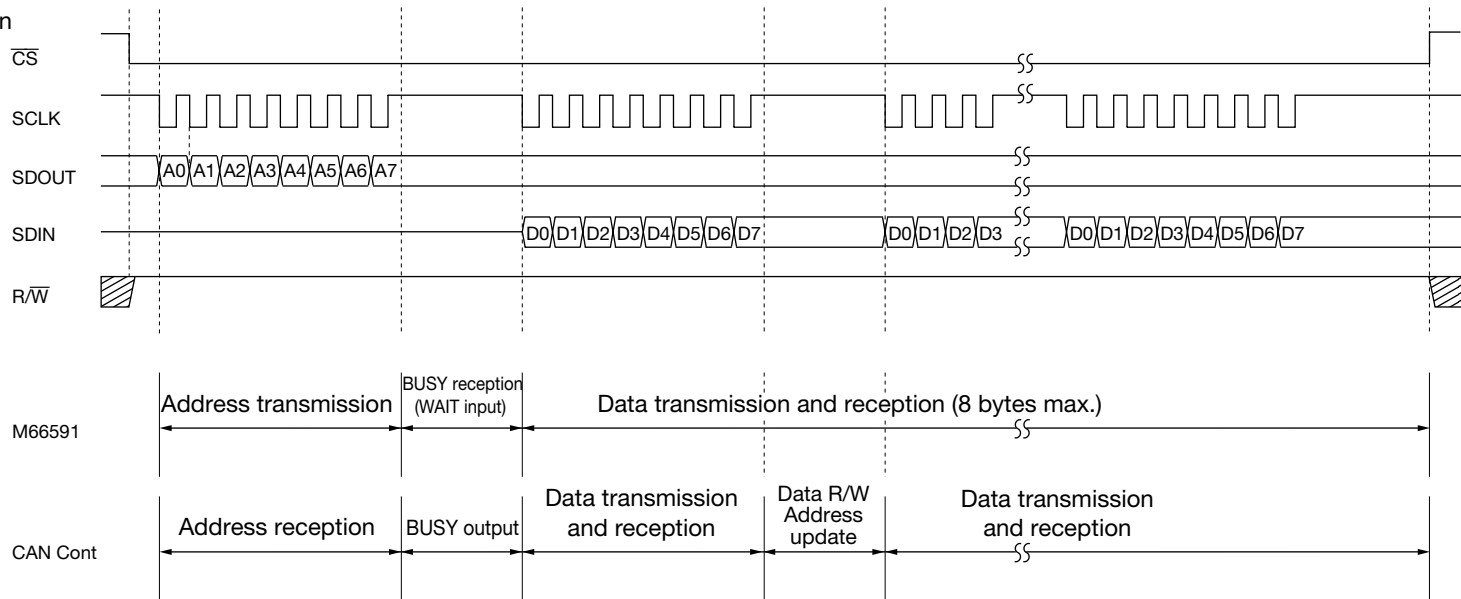 n
CS
SCLK
SDOUT A0 A1 A2 A3 A4 A5 A6 A7
SDIN D0 D1 D2 D3 D4 D5 D6 D7 D0 D1 D2 D3 D0 D1 D2 D3 D4 D5 D6 D7
R/W
M66591
Address transmission
BUSY reception
(WAIT input)
Data transmission and reception (8 bytes max.)
CAN Cont
Address reception
BUSY output
Data transmission
and reception
Data R/W
Address
update
Data transmission
and reception